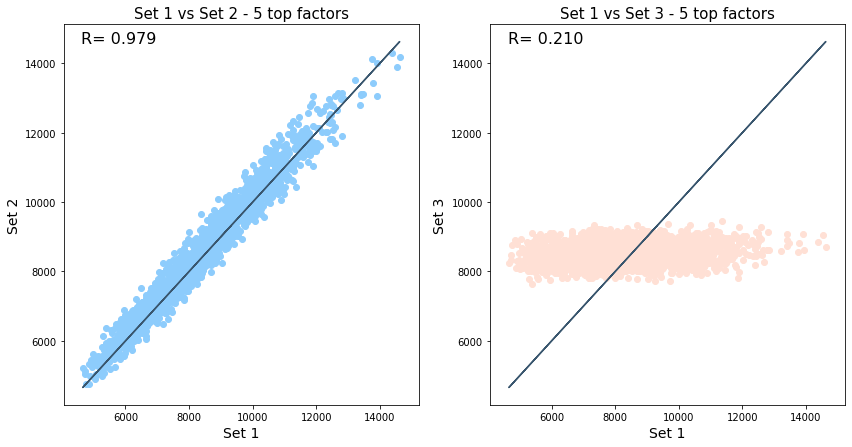 Set 1 vs Set 2 - 5 top factors
R= 0.979
14000
12000
10000
8000
6000
Set 2
6000 8000 10000 12000 14000
Set 1
Set 1 vs Set 3 - 5 top factors
R= 0.210
14000
12000
10000
8000
6000
Set 3
6000 8000 10000 12000 14000
Set 1